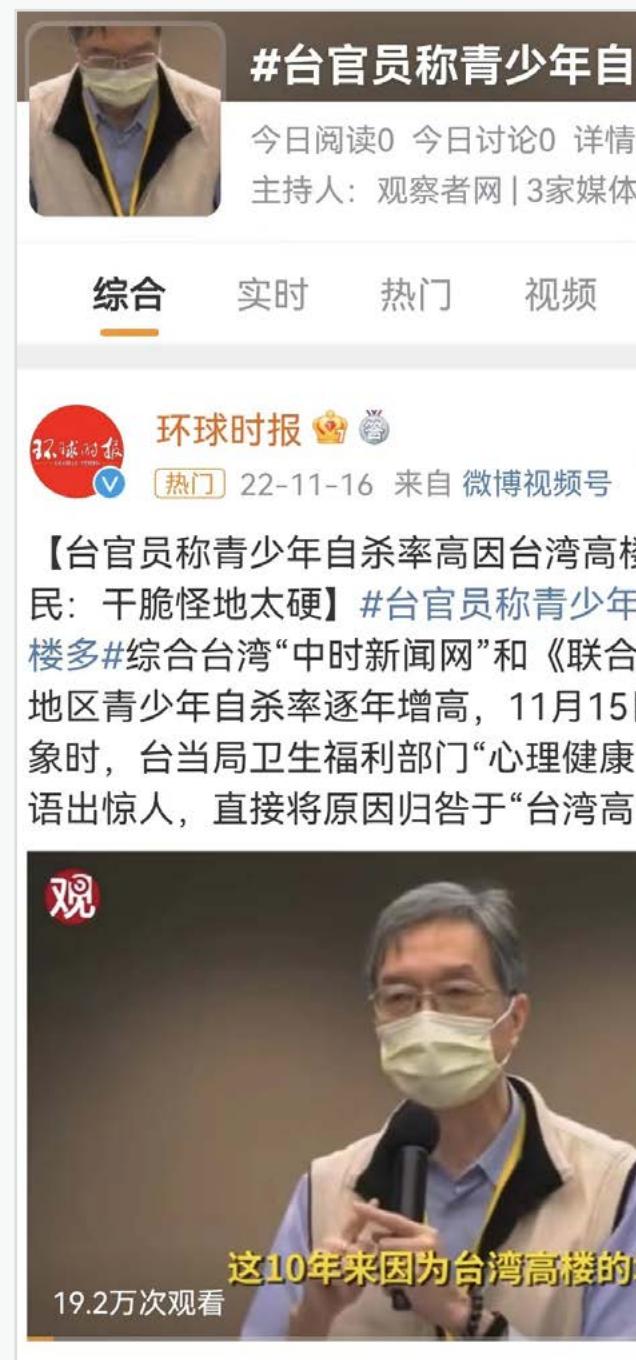 #台官员称青少年自
今日阅读0 今日讨论0 详情
主持人：观察者网 | 3家媒体
综合 实时 热门 视频
环球时报
环球时报
热门 22-11-16 来自 微博视频号
【台官员称青少年自杀率高因台湾高楼
民：干脆怪地太硬】#台官员称青少年
楼多#综合台湾“中时新闻网”和《联合
地区青少年自杀率逐年增高，11月15日
象时，台当局卫生福利部门“心理健康
语出惊人，直接将原因归咎于“台湾高
观
这10年来因为台湾高楼的
19.2万次观看